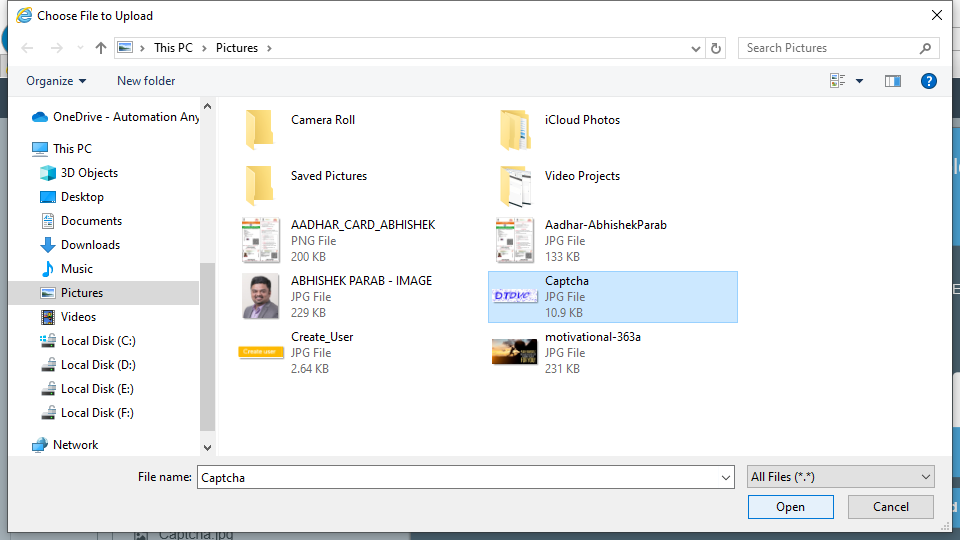 Choose File to Upload
This PC > Pictures >
Search Pictures
Organize
New folder
OneDrive - Automation Any
This PC
3D Objects
Desktop
Documents
Downloads
Music
Pictures
Videos
Local Disk (C:)
Local Disk (D:)
Local Disk (E:)
Local Disk (F:)
Network
Camera Roll
iCloud Photos
Saved Pictures
Video Projects
AADHAR_CARD_ABHISHEK
PNG File
200 KB
Aadhar-AbhishekParab
JPG File
133 KB
ABHISHEK PARAB - IMAGE
JPG File
229 KB
Captcha
JPG File
10.9 KB
Create user
Create_User
JPG File
2.64 KB
motivational-363a
JPG File
231 KB
File name:
Captcha
All Files (*.*)
Open
Cancel
Captcha.jpg